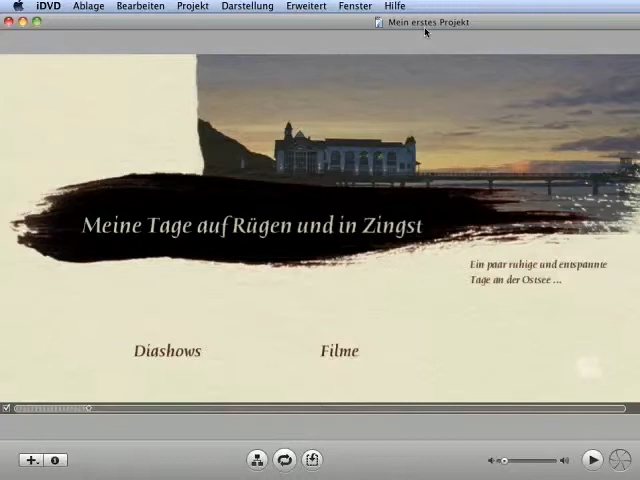 iDVD Ablage Bearbeiten Projekt Darstellung Erweitert Fenster Hilfe
Mein erstes Projekt
Meine Tage auf Rügen und in Zingst
Ein paar ruhige und entspannte
Tage an der Ostsee ...
Diashows Filme